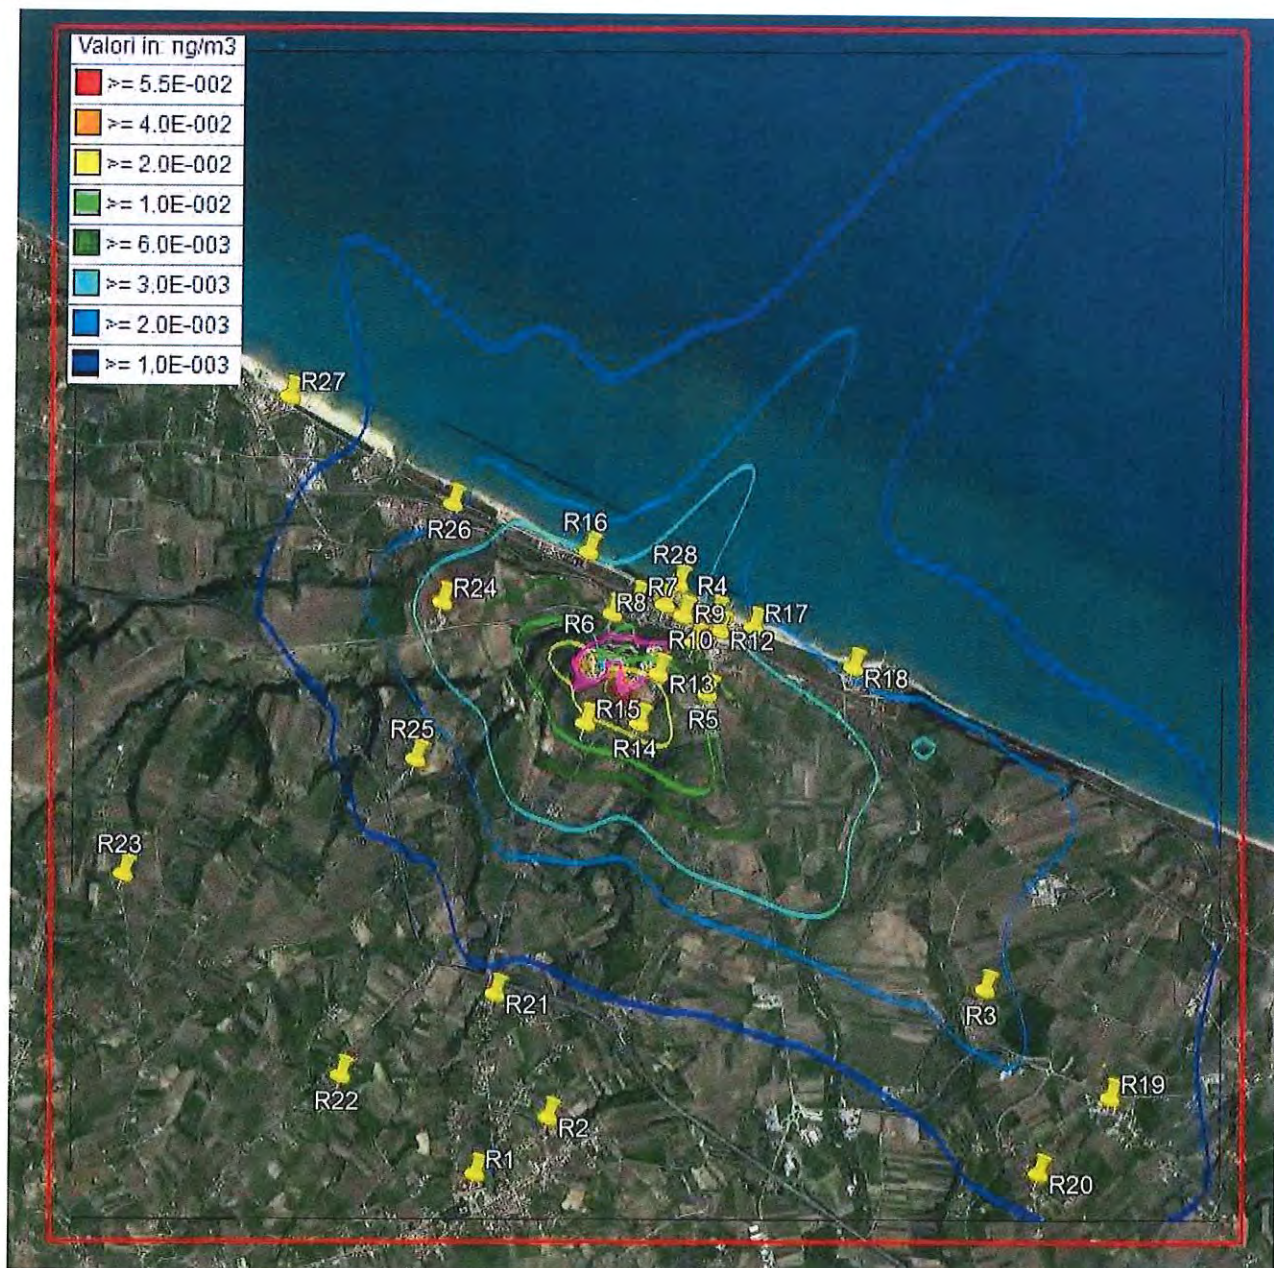 Valori in: ng/m3
>= 5.5E-002
>= 4.0E-002
>= 2.0E-002
>= 1.0E-002
>= 6.0E-003
>= 3.0E-003
>= 2.0E-003
>= 1.0E-003
R27
R26
R16
R28
R24
R7
R4
R8
R9
R17
R6
R10
R12
R18
R13
R15
R5
R14
R25
R23
R21
R3
R22
R19
R2
R1
R20